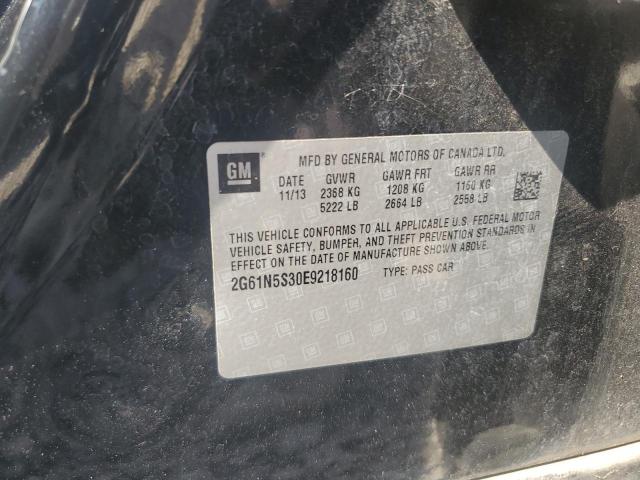 GM
MFD BY GENERAL MOTORS OF CANADA LTD.
DATE GVWR GAWR FRT GAWR RR
11/13 2368 KG 1208 KG 1160 KG
5222 LB 2664 LB 2558 LB
THIS VEHICLE CONFORMS TO ALL APPLICABLE U.S. FEDERAL MOTOR
VEHICLE SAFETY, BUMPER, AND THEFT PREVENTION STANDARDS IN
EFFECT ON THE DATE OF MANUFACTURE SHOWN ABOVE.
2G61N5S30E9218160 TYPE: PASS CAR